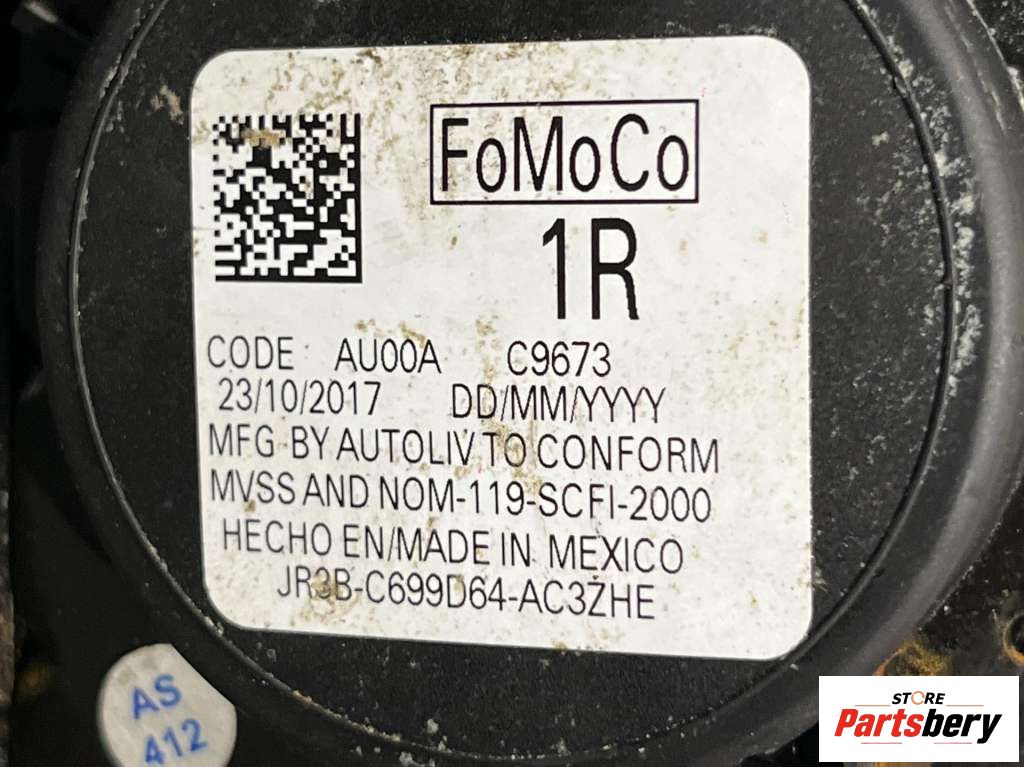 FoMoCo
1R
CODE: AU00A C9673
23/10/2017 DD/MM/YYYY
MFG BY AUTOLIV TO CONFORM
MVSS AND NOM-119-SCFI-2000
HECHO EN/MADE IN MEXICO
JR3B-C699D64-AC3ZHE
AS
412
STORE
Partsbery